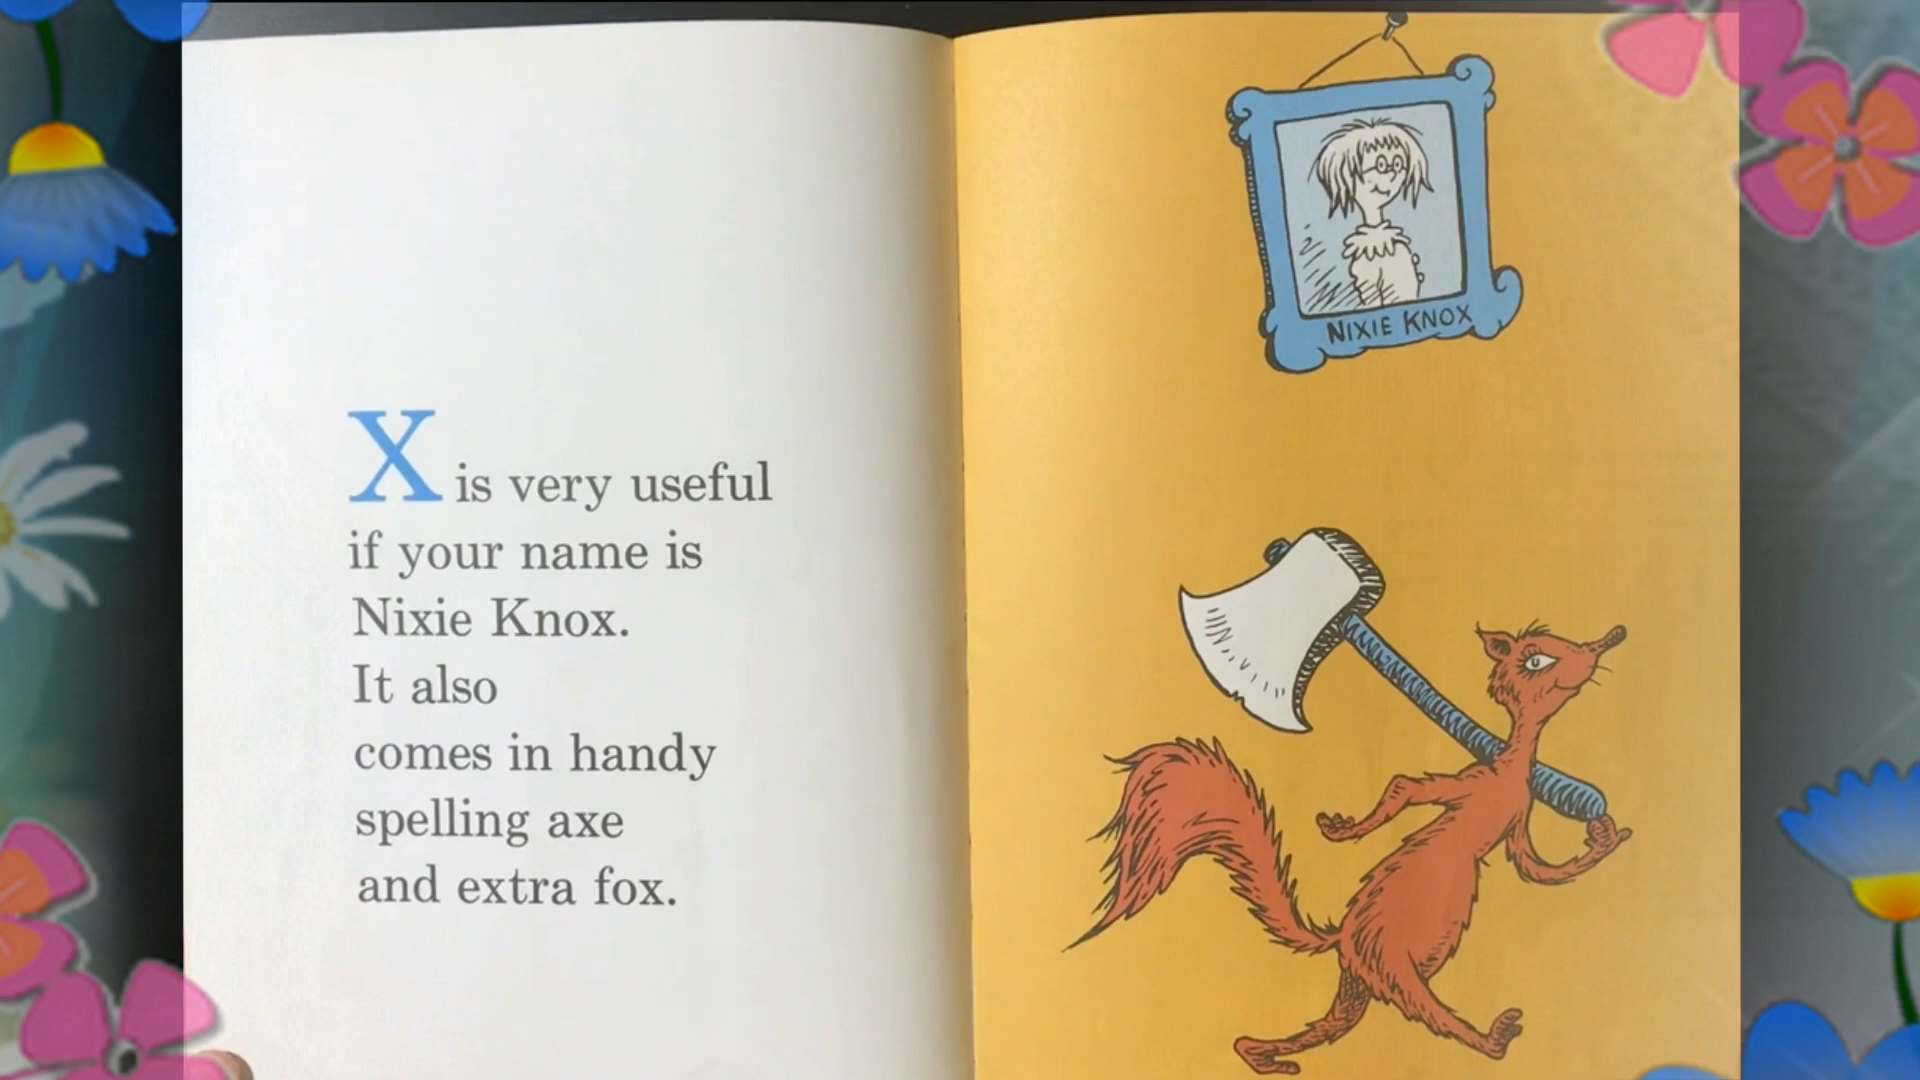 X is very useful
if your name is
Nixie Knox.
It also
comes in handy
spelling axe
and extra fox.
NIXIE KNOX